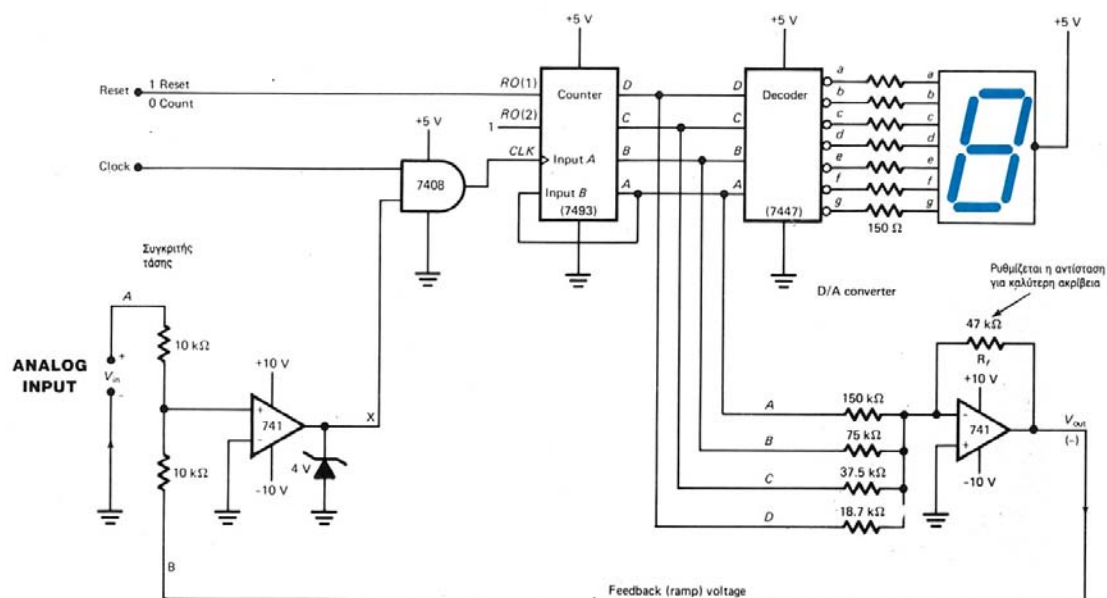 +5 V
+5 V
+5 V
Reset
1 Reset
0 Count
RO(1)
Counter
D
D
Decoder
a
a
b
b
c
c
d
d
e
e
f
f
g
g
150 Ω
+5 V
1
RO(2)
C
C
Clock
7408
CLK
Input A
B
B
Input B
A
A
(7493)
(7447)
Συγκριτής
τάσης
D/A converter
Ρυθμίζεται η αντίσταση
για καλύτερη ακρίβεια
47 kΩ
Rf
A
10 kΩ
ANALOG
INPUT
+
Vin
-
+10 V
+
741
-
-10 V
X
4 V
10 kΩ
A
150 kΩ
B
75 kΩ
C
37.5 kΩ
D
18.7 kΩ
+10 V
-
741
+
-10 V
Vout
(-)
B
Feedback (ramp) voltage